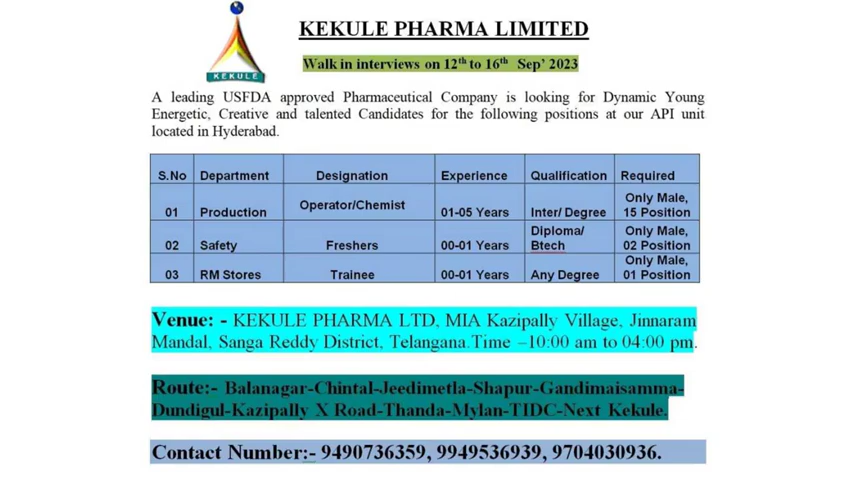 KEKULE
KEKULE PHARMA LIMITED
Walk in interviews on 12th to 16th Sep' 2023
A leading USFDA approved Pharmaceutical Company is looking for Dynamic Young
Energetic, Creative and talented Candidates for the following positions at our API unit
located in Hyderabad.
S.No Department Designation Experience Qualification Required
01 Production Operator/Chemist 01-05 Years Inter/ Degree Only Male, 15 Position
02 Safety Freshers 00-01 Years Diploma/ Btech Only Male, 02 Position
03 RM Stores Trainee 00-01 Years Any Degree Only Male, 01 Position
Venue: - KEKULE PHARMA LTD, MIA Kazipally Village, Jinnaram
Mandal, Sanga Reddy District, Telangana.Time –10:00 am to 04:00 pm.
Route:- Balanagar-Chintal-Jeedimetla-Shapur-Gandimaisamma-
Dundigul-Kazipally X Road-Thanda-Mylan-TIDC-Next Kekule.
Contact Number:- 9490736359, 9949536939, 9704030936.